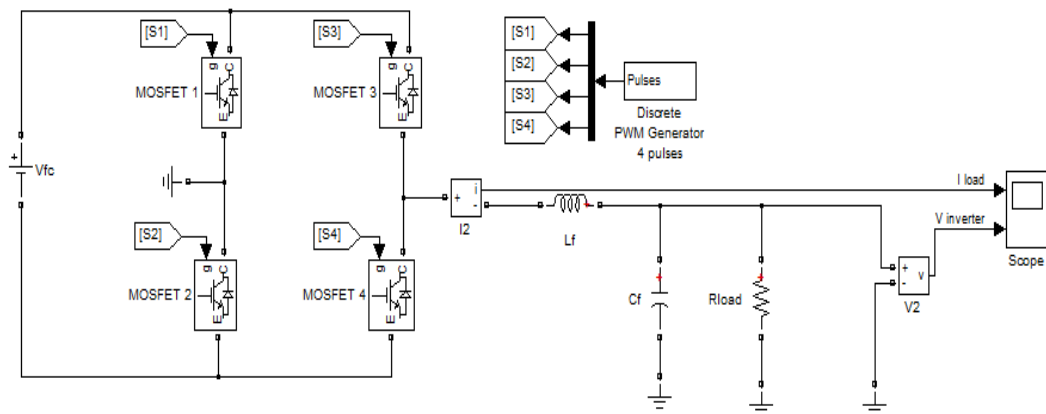 [S1]
[S3]
[S1]
[S2]
[S3]
[S4]
Pulses
Discrete
PWM Generator
4 pulses
g
C
E
MOSFET 1
g
C
E
MOSFET 3
+
Vfc
[S2]
[S4]
g
C
E
MOSFET 2
g
C
E
MOSFET 4
+
i
-
I2
Lf
+
I load
V inverter
Scope
+
Cf
+
Rload
+
-
v
V2